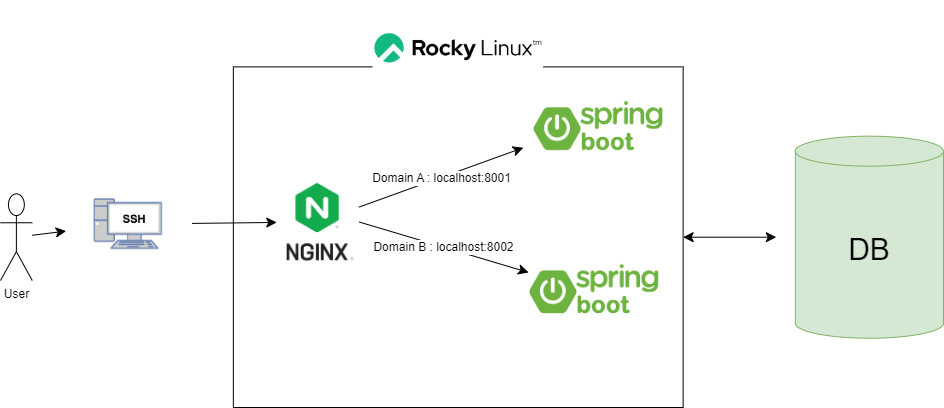 Rocky Linux™
spring
boot
SSH
Domain A : localhost:8001
N
NGINX®
Domain B : localhost:8002
User
spring
boot
DB